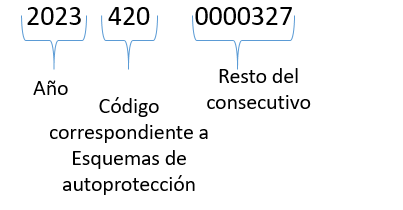 2023 420 0000327
Año
Código
correspondiente a
Esquemas de
autoprotección
Resto del
consecutivo